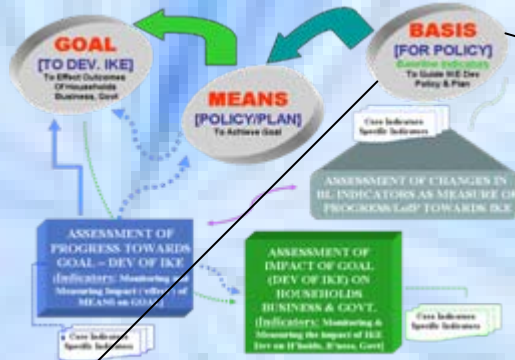 GOAL
[TO DEV. IKE]
To Effect Outcomes
Of Households
Business, Govt
MEANS
[POLICY/PLAN]
To Achieve Goal
BASIS
[FOR POLICY]
Baseline Indicators
To Guide IKE Dev
Policy & Plan
Core Indicators
Specific Indicators
ASSESSMENT OF CHANGES IN
BL INDICATORS AS MEASURE OF
PROGRESS TOWARDS IKE
ASSESSMENT OF
PROGRESS TOWARDS
GOAL – DEV OF IKE
(Indicators: Monitoring and
Measuring Impact / effects of
MEANS on GOAL)
Core Indicators
Specific Indicators
ASSESSMENT OF
IMPACT OF GOAL
(DEV OF IKE) ON
HOUSEHOLDS
BUSINESS & GOVT.
(Indicators: Monitoring &
Measuring the impact of IKE
Dev on H'holds, B'ness, Govt)
Core Indicators
Specific Indicators